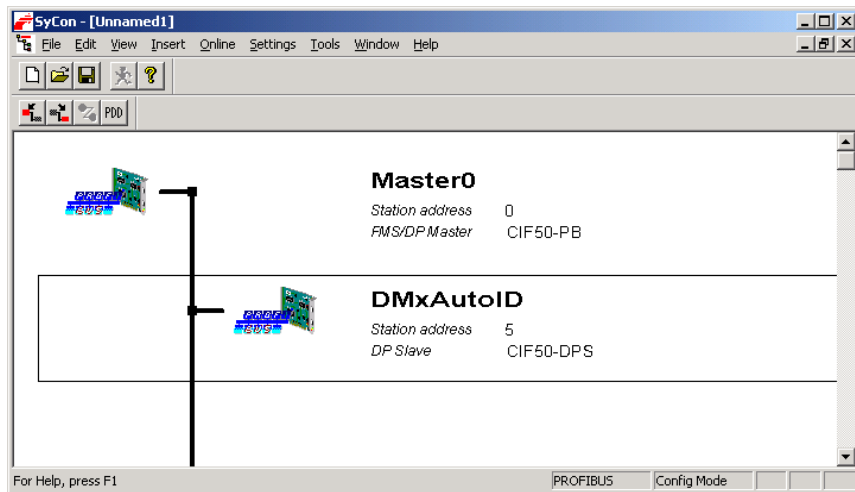 SyCon - [Unnamed1]
File Edit View Insert Online Settings Tools Window Help
PDD
Master0
Station address 0
FMS/DP Master CIF50-PB
DMxAutoID
Station address 5
DP Slave CIF50-DPS
For Help, press F1 PROFIBUS Config Mode